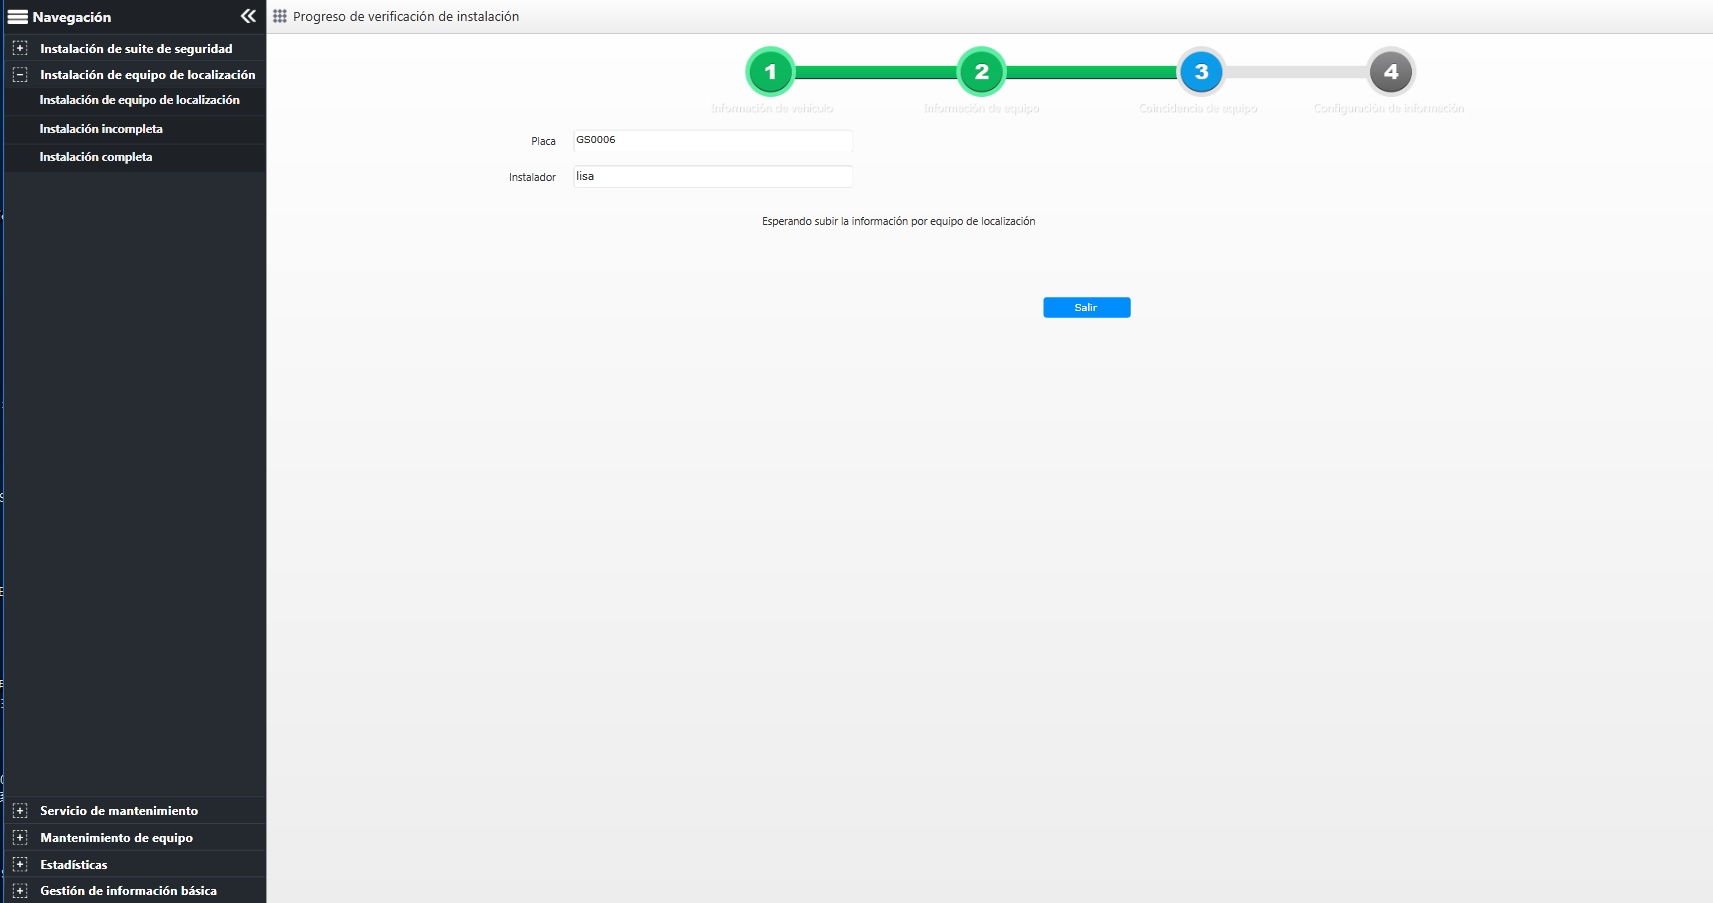 Navegación
Instalación de suite de seguridad
Instalación de equipo de localización
Instalación de equipo de localización
Instalación incompleta
Instalación completa
Servicio de mantenimiento
Mantenimiento de equipo
Estadísticas
Gestión de información básica
Progreso de verificación de instalación
1 2 3 4
Información de vehículo Información de equipo Coincidencia de equipo Configuración de información
Placa GS0006
Instalador lisa
Esperando subir la información por equipo de localización
Salir